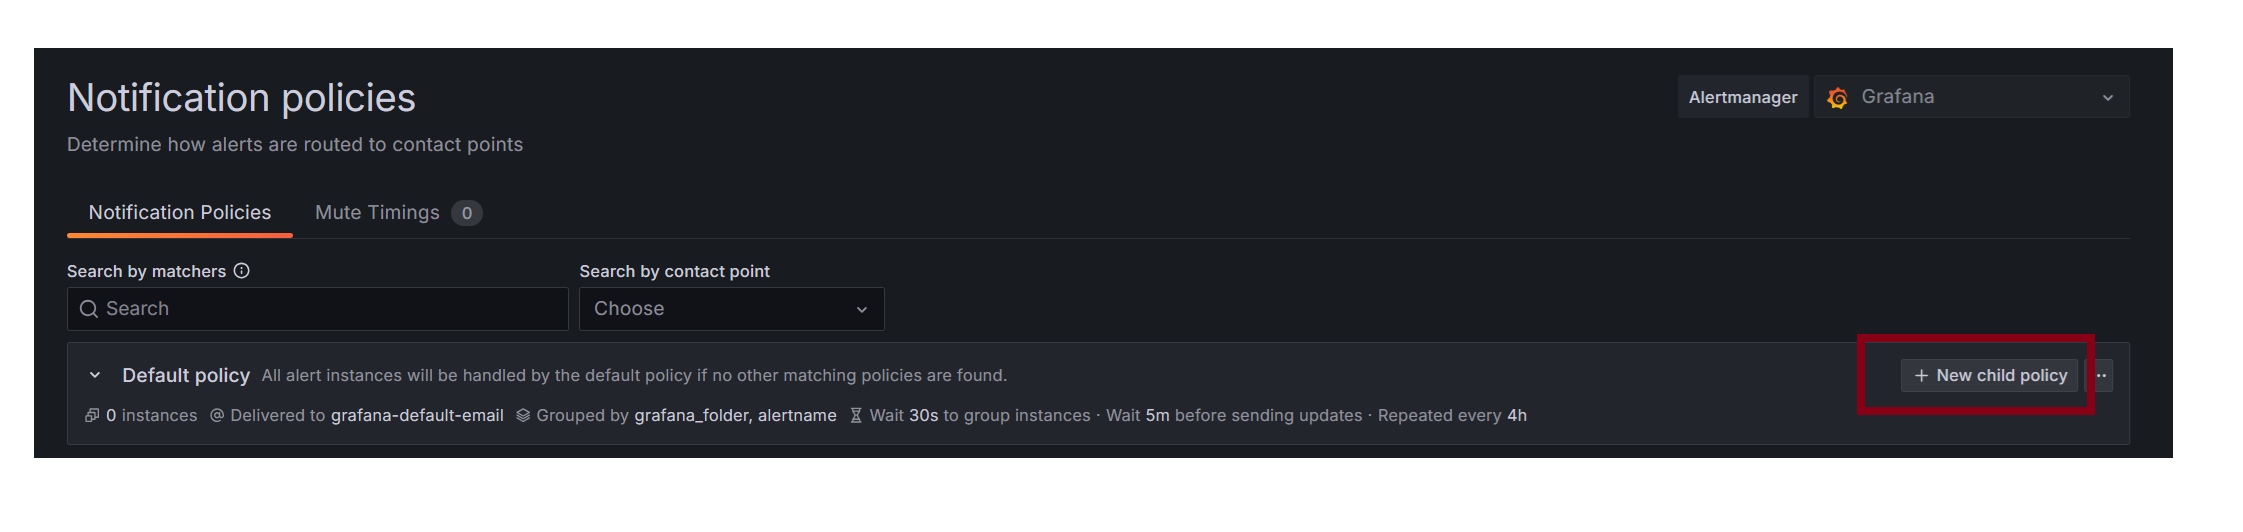 Notification policies
Alertmanager
Grafana
Determine how alerts are routed to contact points
Notification Policies
Mute Timings 0
Search by matchers
Search by contact point
Search
Choose
Default policy All alert instances will be handled by the default policy if no other matching policies are found.
+ New child policy
0 instances @ Delivered to grafana-default-email Grouped by grafana_folder, alertname Wait 30s to group instances · Wait 5m before sending updates · Repeated every 4h